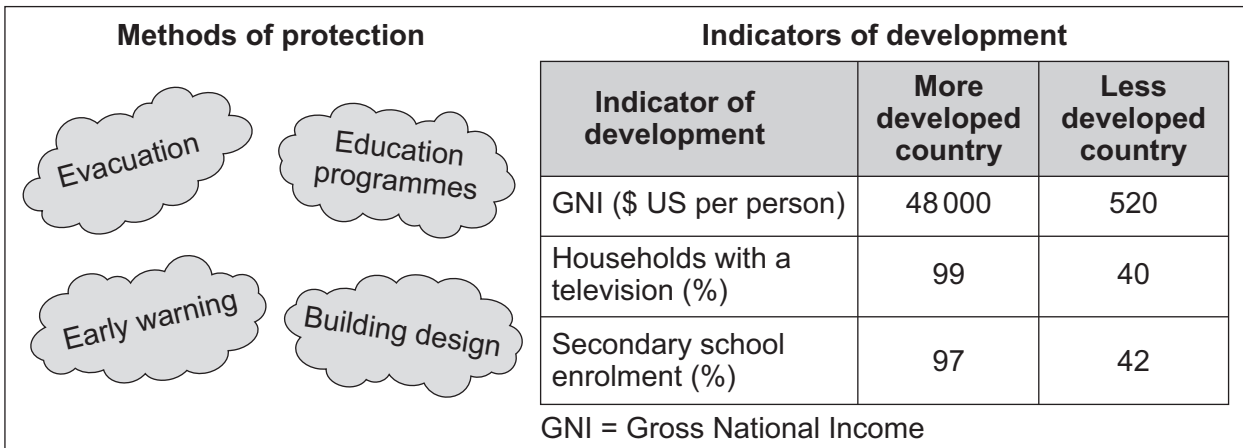 Methods of protection
Evacuation
Education
programmes
Early warning
Building design
Indicators of development
Indicator of
development
More
developed
country
Less
developed
country
GNI ($ US per person)
48 000
520
Households with a
television (%)
99
40
Secondary school
enrolment (%)
97
42
GNI = Gross National Income